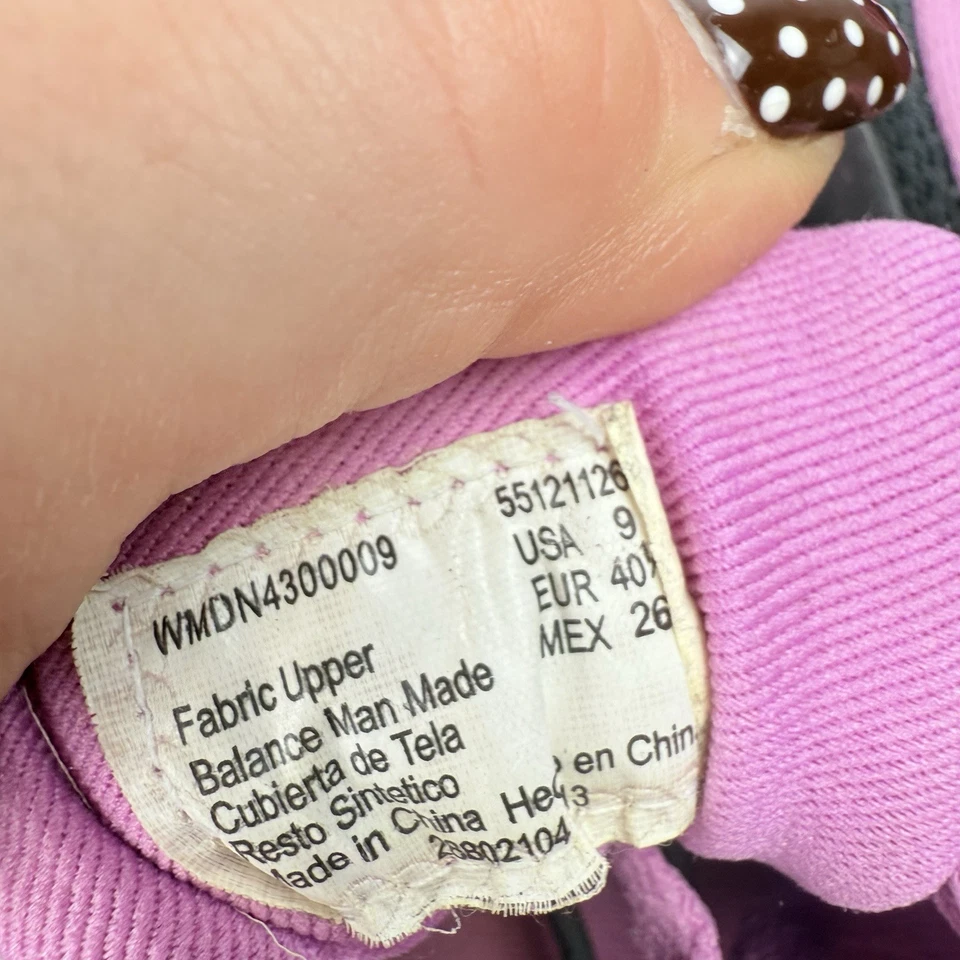 WMDN4300009
55121126
USA 9
EUR 40
MEX 26
Fabric Upper
Balance Man Made
Cubierta de Tela
Resto Sintetico
Made in China
en Chin